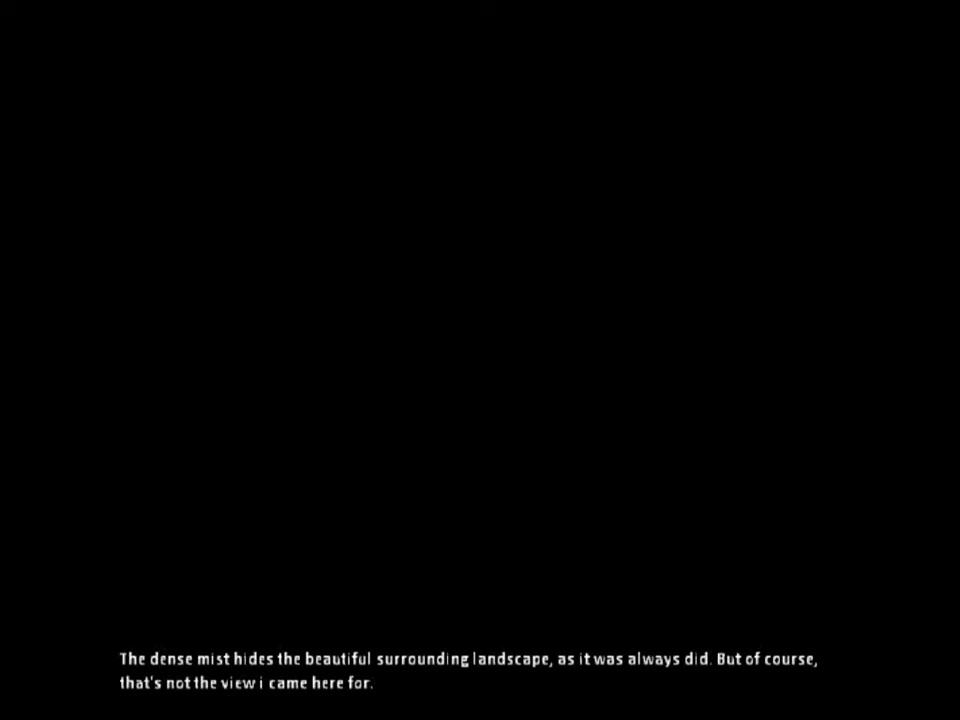 The dense mist hides the beautiful surrounding landscape, as it was always did. But of course,
that's not the view i came here for.